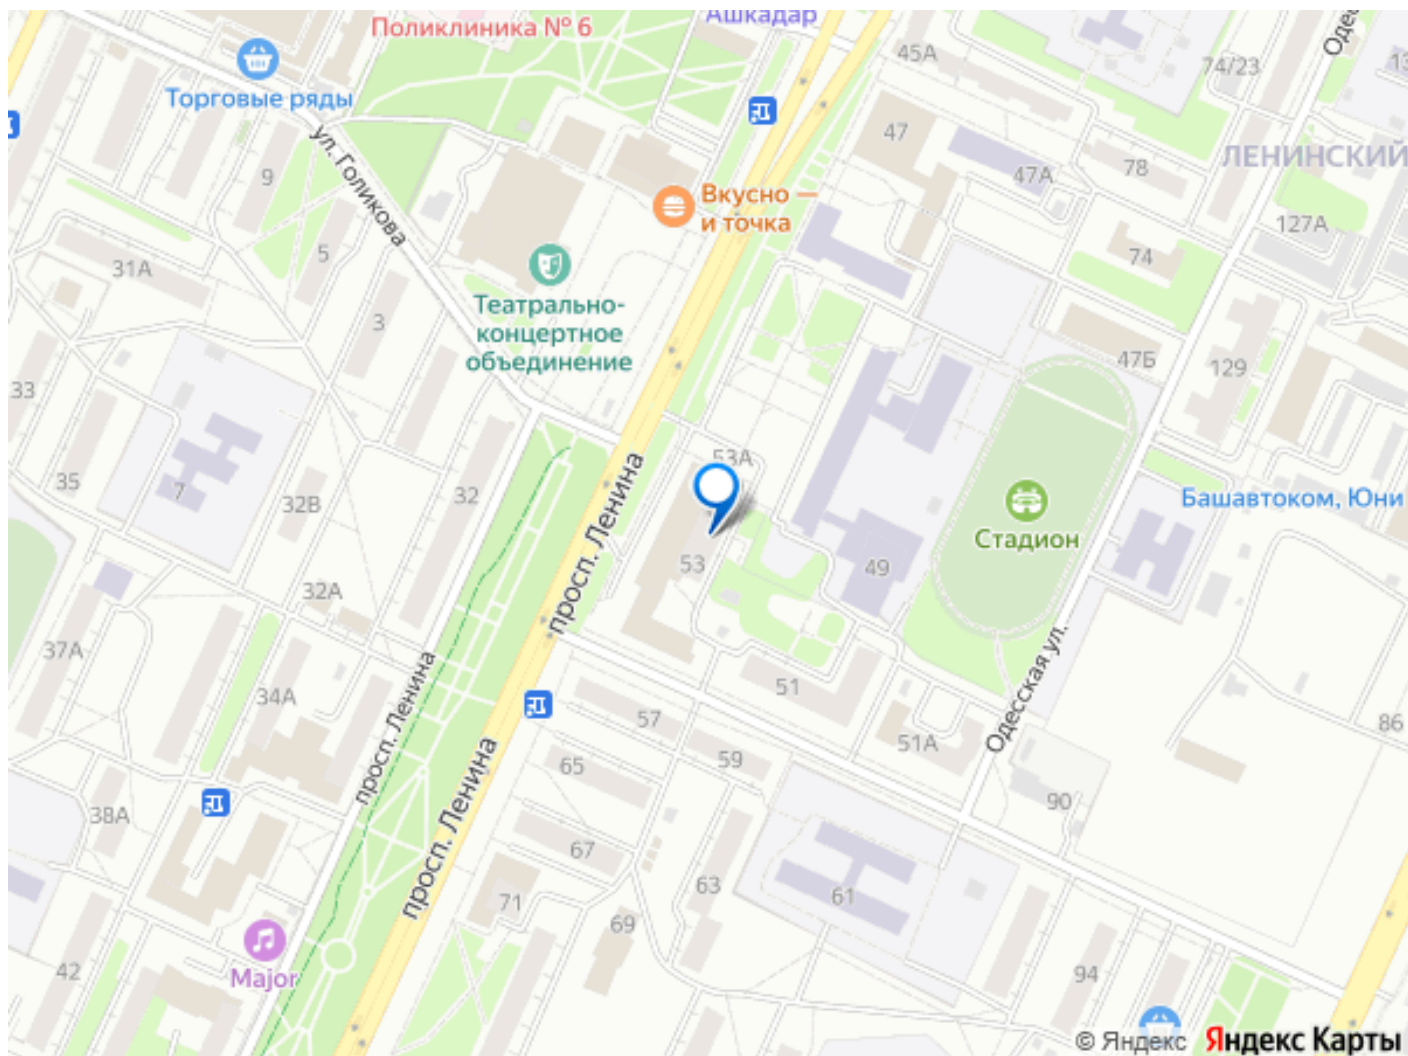 Поликлиника № 6
Ашкадар
Одес
45А
74/23
13
Торговые ряды
47
ул. Голикова
ЛЕНИНСКИЙ
9
47А
78
Вкусно —
и точка
127А
5
31А
74
Театрально-
концертное
объединение
3
47Б
129
33
53А
35
7
32В
32
просп. Ленина
Башавтоком, Юни
Стадион
53
49
32А
37А
Одесская ул.
34А
просп. Ленина
51
57
86
51А
59
65
просп. Ленина
38А
90
67
63
61
71
69
Major
42
94
© Яндекс
Яндекс Карты